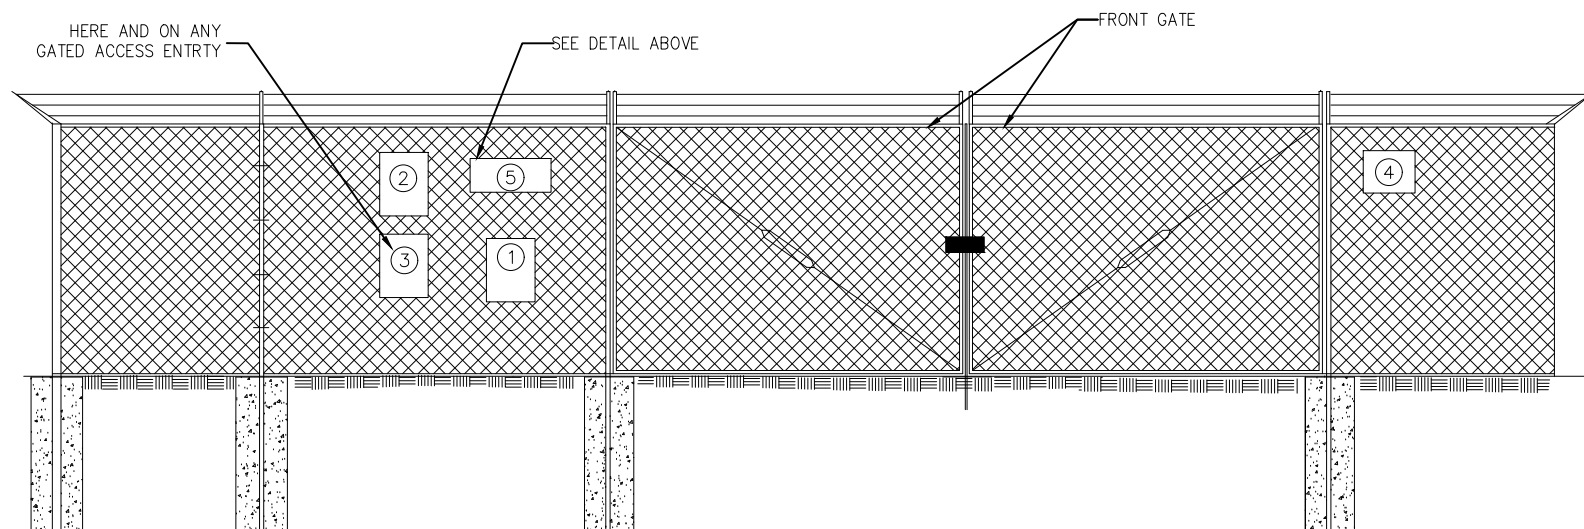 HERE AND ON ANY
GATED ACCESS ENTRTY
SEE DETAIL ABOVE
FRONT GATE
2
5
4
3
1